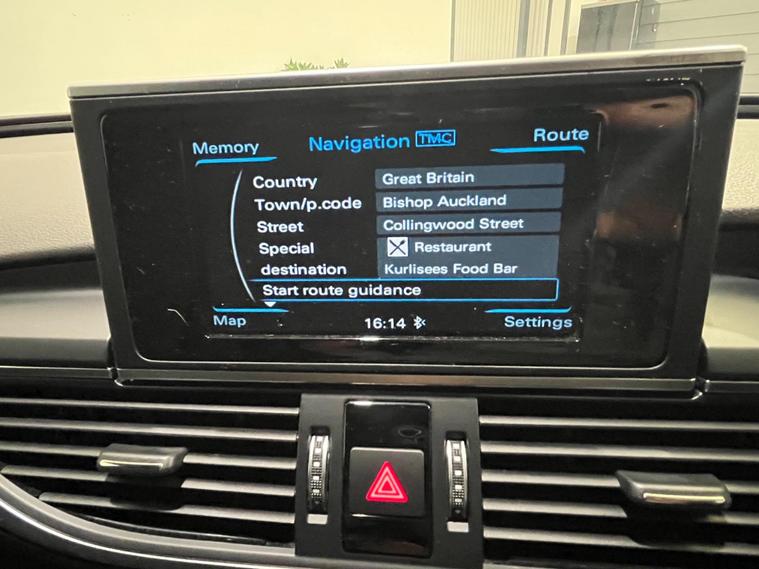 Memory
Navigation TMC
Route
Country Great Britain
Town/p.code Bishop Auckland
Street Collingwood Street
Special Restaurant
destination Kurlisees Food Bar
Start route guidance
Map
16:14
Settings